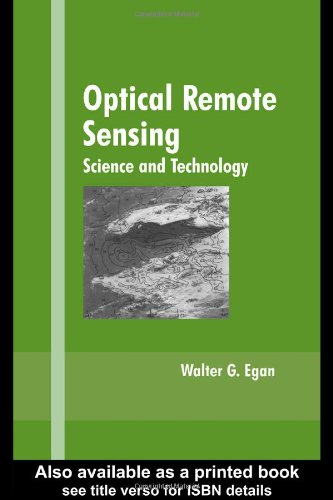 Optical Remote
Sensing
Science and Technology
Walter G. Egan
Also available as a printed book
see title verso for ISBN details